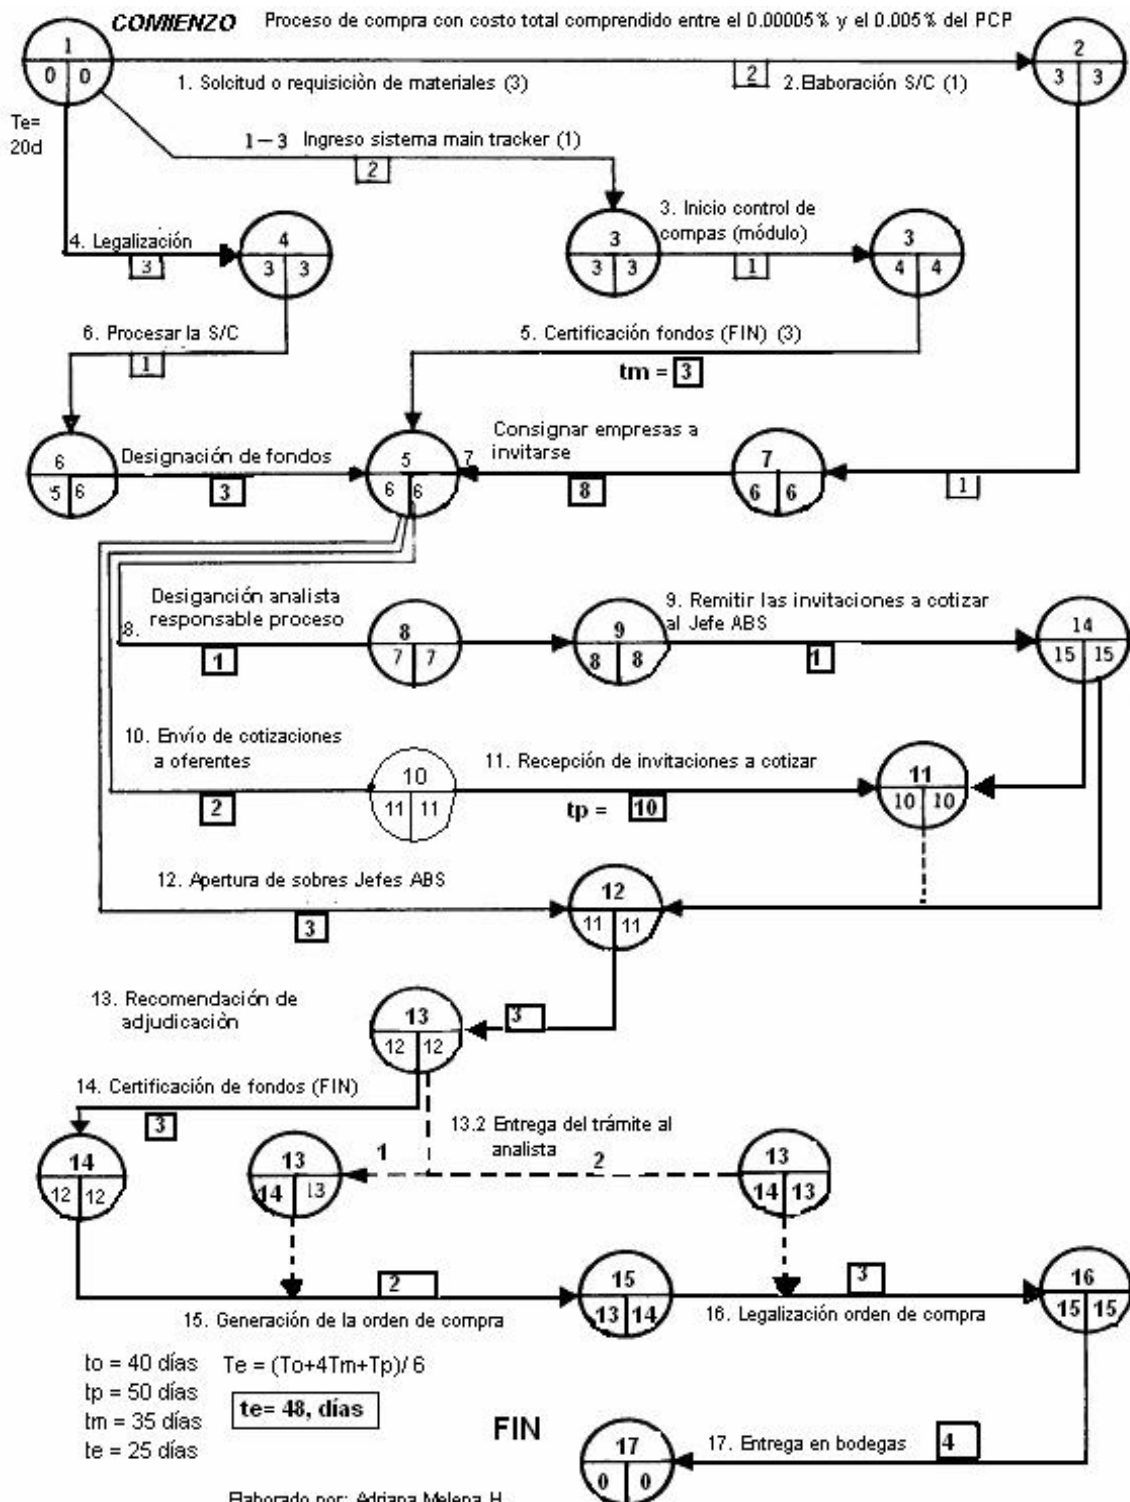 COMIENZO Proceso de compra con costo total comprendido entre el 0.00005% y el 0.005% del PCP
1
0 0
2
3 3
1. Solcitud o requisiòn de materiales (3)
2
2.Elaboración S/C (1)
Te=
20d
1-3 Ingreso sistema main tracker (1)
2
4. Legalización
3
4
3 3
3
3 3
3. Inicio control de
compas (módulo)
1
3
4 4
6. Procesar la S/C
1
5. Certificación fondos (FIN) (3)
tm = 3
6
5 6
Designación de fondos
3
5
6 6
7
Consignar empresas a
invitarse
8
7
6 6
1
Desigancíón analista
responsable proceso
8.
1
8
7 7
9
8 8
9. Remitir las invitaciones a cotizar
al Jefe ABS
1
14
15 15
10. Envío de cotizaciones
a oferentes
2
10
11 11
11. Recepción de invitaciones a cotizar
tp = 10
11
10 10
12. Apertura de sobres Jefes ABS
3
12
11 11
13. Recomendación de
adjudicaciòn
13
12 12
3
14. Certificación de fondos (FIN)
3
14
12 12
13.2 Entrega del trámite al
analista
13
14 13
1
2
13
14 13
2
15
13 14
3
16
15 15
15. Generación de la orden de compra
16. Legalización orden de compra
to = 40 días Te = (To+4Tm+Tp)/ 6
tp = 50 días
te= 48, días
tm = 35 días
te = 25 días
FIN
17
0 0
17. Entrega en bodegas
4
Elaborado por: Adriana Melena H